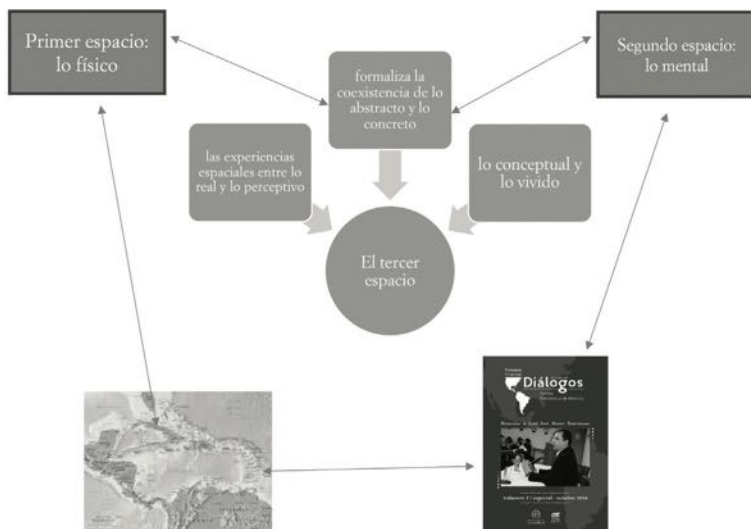 Primer espacio:
lo físico
Segundo espacio:
lo mental
formaliza la
coexistencia de lo
abstracto y lo
concreto
las experiencias
espaciales entre lo
real y lo perceptivo
lo conceptual y
lo vivido
El tercer
espacio
Diálogos